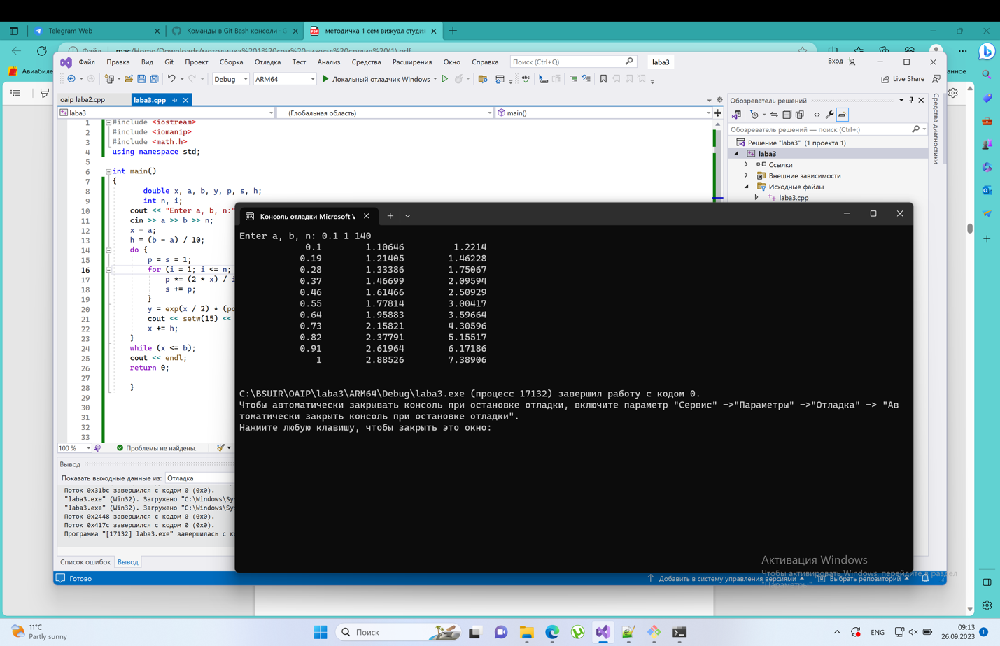 Telegram Web
Команды в Git Bash консоли - G
методичка 1 сем вижуал студи
Файл
mac/Home/Downloads/методичка%201%20сем%20вижуал%20студия%20(1).pdf
Авиабиле
анное
Файл Правка Вид Git Проект Сборка Отладка Тест Анализ Средства Расширения Окно Справка Поиск (Ctrl+Q) laba3 Вход
Debug ARM64 Локальный отладчик Windows Live Share
oaip laba2.cpp laba3.cpp
laba3 (Глобальная область) main()
1 #include <iostream>
2 #include <iomanip>
3 #include <math.h>
4 using namespace std;
5
6 int main()
7 {
8 double x, a, b, y, p, s, h;
9 int n, i;
10 cout << "Enter a, b, n:"
11 cin >> a >> b >> n;
12 x = a;
13 h = (b - a) / 10;
14 do {
15 p = s = 1;
16 for (i = 1; i <= n;
17 p *= (2 * x) / i
18 s += p;
19 }
20 y = exp(x / 2) * (po
21 cout << setw(15) <<
22 x += h;
23 }
24 while (x <= b);
25 cout << endl;
26 return 0;
27
28 }
29
30
31
32
33
100 % Проблемы не найдены.
Вывод
Показать выходные данные из: Отладка
Поток 0x31bc завершился с кодом 0 (0x0).
"laba3.exe" (Win32). Загружено "C:\Windows\Sy
"laba3.exe" (Win32). Загружено "C:\Windows\Sy
Поток 0x2448 завершился с кодом 0 (0x0).
Поток 0x417c завершился с кодом 0 (0x0).
Программа "[17132] laba3.exe" завершилась с к
Список ошибок Вывод
Готово
Добавить в систему управления версиями Выбрать репозиторий
Обозреватель решений
Обозреватель решений — поиск (Ctrl+;)
Решение "laba3" (1 проекта 1)
laba3
Ссылки
Внешние зависимости
Исходные файлы
laba3.cpp
Средства диагностики
Консоль отладки Microsoft V
Enter a, b, n: 0.1 1 140
0.1 1.10646 1.2214
0.19 1.21405 1.46228
0.28 1.33386 1.75067
0.37 1.46699 2.09594
0.46 1.61466 2.50929
0.55 1.77814 3.00417
0.64 1.95883 3.59664
0.73 2.15821 4.30596
0.82 2.37791 5.15517
0.91 2.61964 6.17186
1 2.88526 7.38906
C:\BSUIR\OAIP\laba3\ARM64\Debug\laba3.exe (процесс 17132) завершил работу с кодом 0.
Чтобы автоматически закрывать консоль при остановке отладки, включите параметр "Сервис" ->"Параметры" ->"Отладка" -> "Ав
томатически закрыть консоль при остановке отладки".
Нажмите любую клавишу, чтобы закрыть это окно:
Активация Windows
Чтобы активировать Windows, перейдите в раздел
"Параметры".
11°C
Partly sunny
Поиск
ENG
09:13
26.09.2023
1